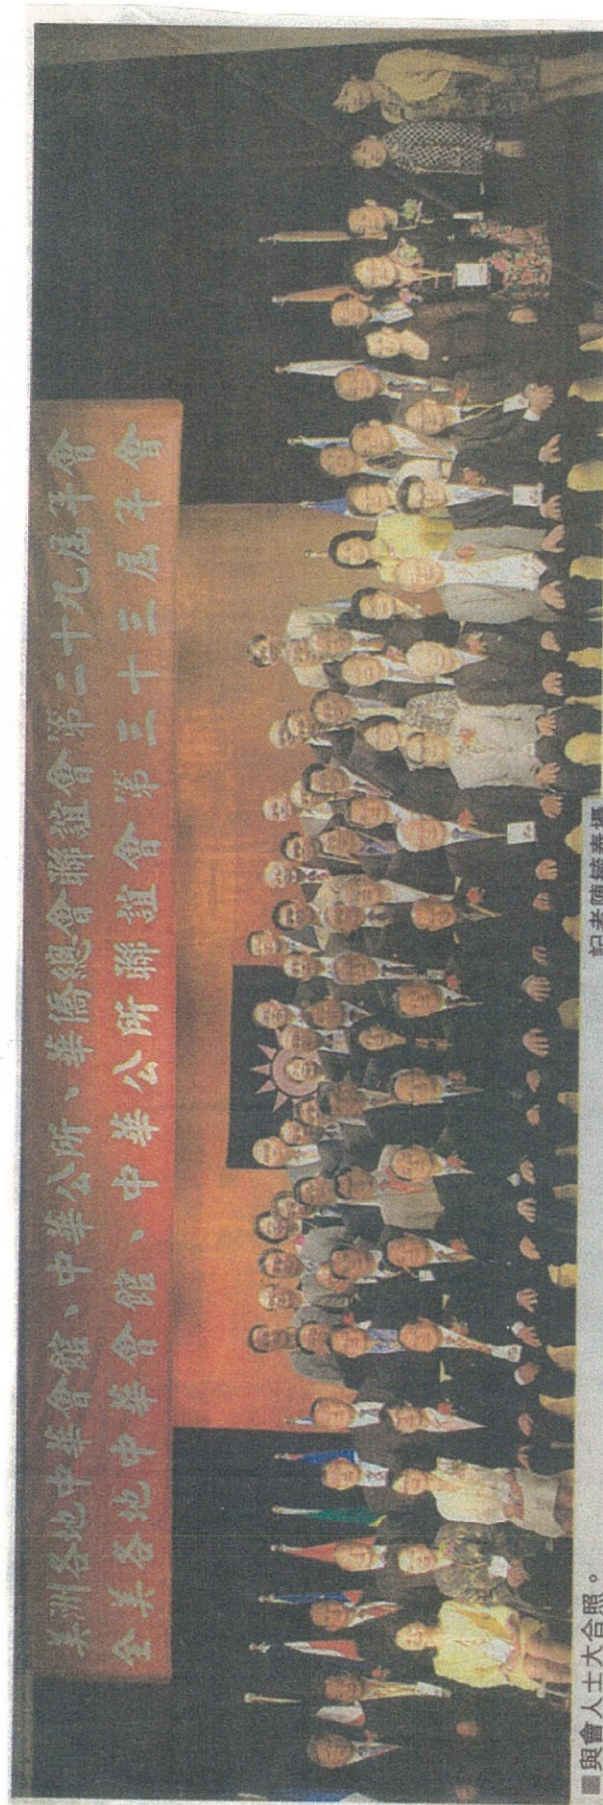 美洲各地中華會館、中華公所、華僑總會聯誼會第二十九屆年會
全美各地中華會館、中華公所聯誼會第三十三屆年會
■與會人士大合照。
記者陳毓泰攝